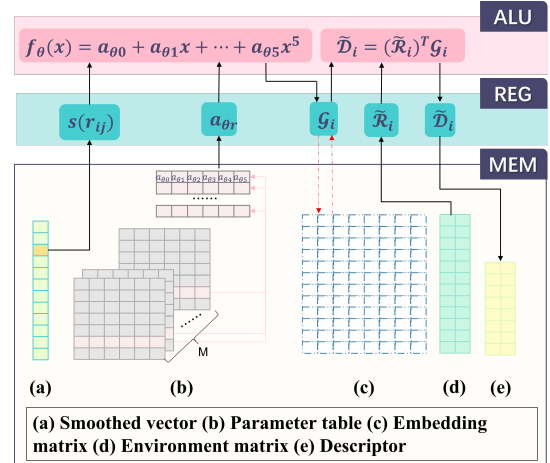 ALU
f_θ(x) = a_θ0 + a_θ1 x + ⋯ + a_θ5 x^5
𝓓̃_i = (𝓡̃_i)^T 𝓖_i
REG
s(r_ij)
a_θr
𝓖_i
𝓡̃_i
𝓓̃_i
MEM
a_θ0 a_θ1 a_θ2 a_θ3 a_θ4 a_θ5
......
......
M
(a) (b) (c) (d) (e)
(a) Smoothed vector (b) Parameter table (c) Embedding
matrix (d) Environment matrix (e) Descriptor